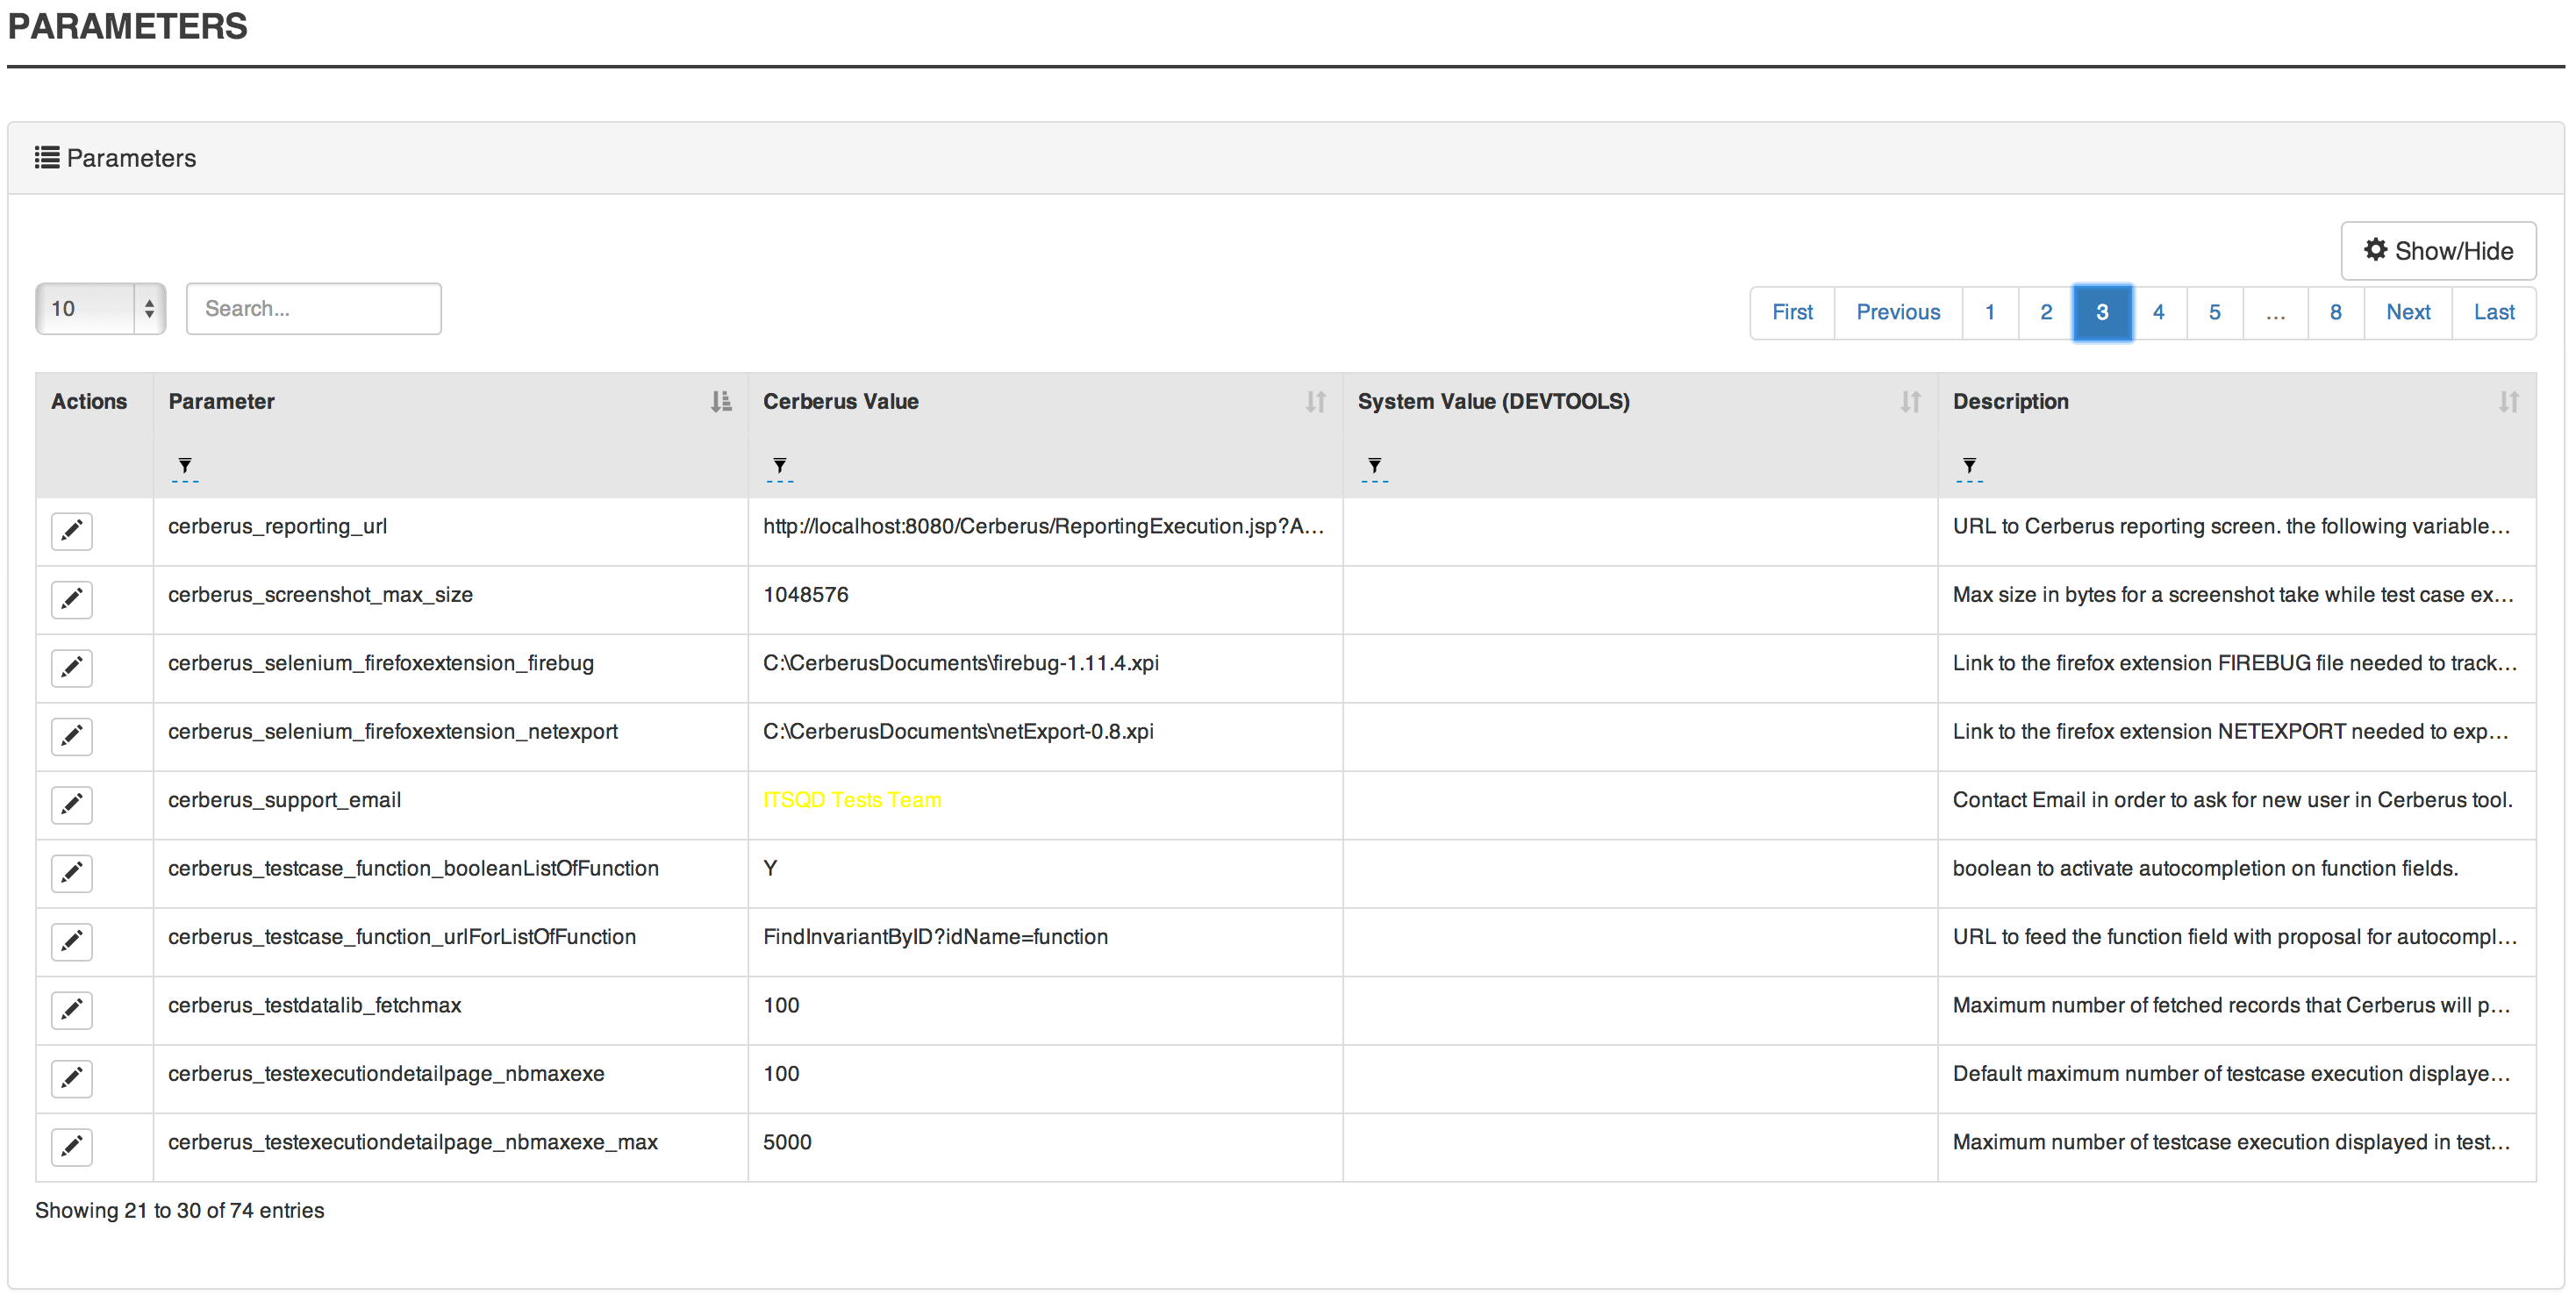 PARAMETERS
Parameters
Show/Hide
10 Search... First Previous 1 2 3 4 5 ... 8 Next Last
Actions Parameter Cerberus Value System Value (DEVTOOLS) Description
cerberus_reporting_url http://localhost:8080/Cerberus/ReportingExecution.jsp?A... URL to Cerberus reporting screen. the following variable...
cerberus_screenshot_max_size 1048576 Max size in bytes for a screenshot take while test case ex...
cerberus_selenium_firefoxextension_firebug C:\CerberusDocuments\firebug-1.11.4.xpi Link to the firefox extension FIREBUG file needed to track...
cerberus_selenium_firefoxextension_netexport C:\CerberusDocuments\netExport-0.8.xpi Link to the firefox extension NETEXPORT needed to exp...
cerberus_support_email ITSQD Tests Team Contact Email in order to ask for new user in Cerberus tool.
cerberus_testcase_function_booleanListOfFunction Y boolean to activate autocompletion on function fields.
cerberus_testcase_function_urlForListOfFunction FindInvariantByID?idName=function URL to feed the function field with proposal for autocompl...
cerberus_testdatalib_fetchmax 100 Maximum number of fetched records that Cerberus will p...
cerberus_testexecutiondetailpage_nbmaxexe 100 Default maximum number of testcase execution displaye...
cerberus_testexecutiondetailpage_nbmaxexe_max 5000 Maximum number of testcase execution displayed in test...
Showing 21 to 30 of 74 entries